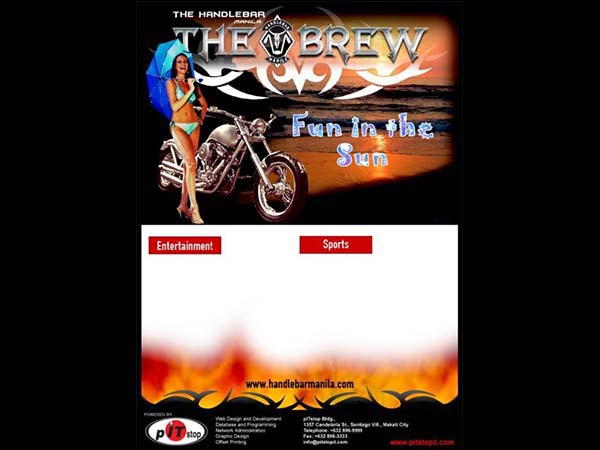 THE HANDLEBAR
MANILA
THE BREW
HANDLEBAR
MANILA
Fun in the
Sun
Entertainment
Sports
www.handlebarmanila.com
POWERED BY:
pITstop
Web Design and Development
Database and Programming
Network Administration
Graphic Design
Offset Printing
pITstop Bldg.,
1357 Candelaria St., Santiago Vill., Makati City
Telephone: +632 896-9999
Fax: +632 896-3333
info@pitstopit.com
www.pitstopit.com